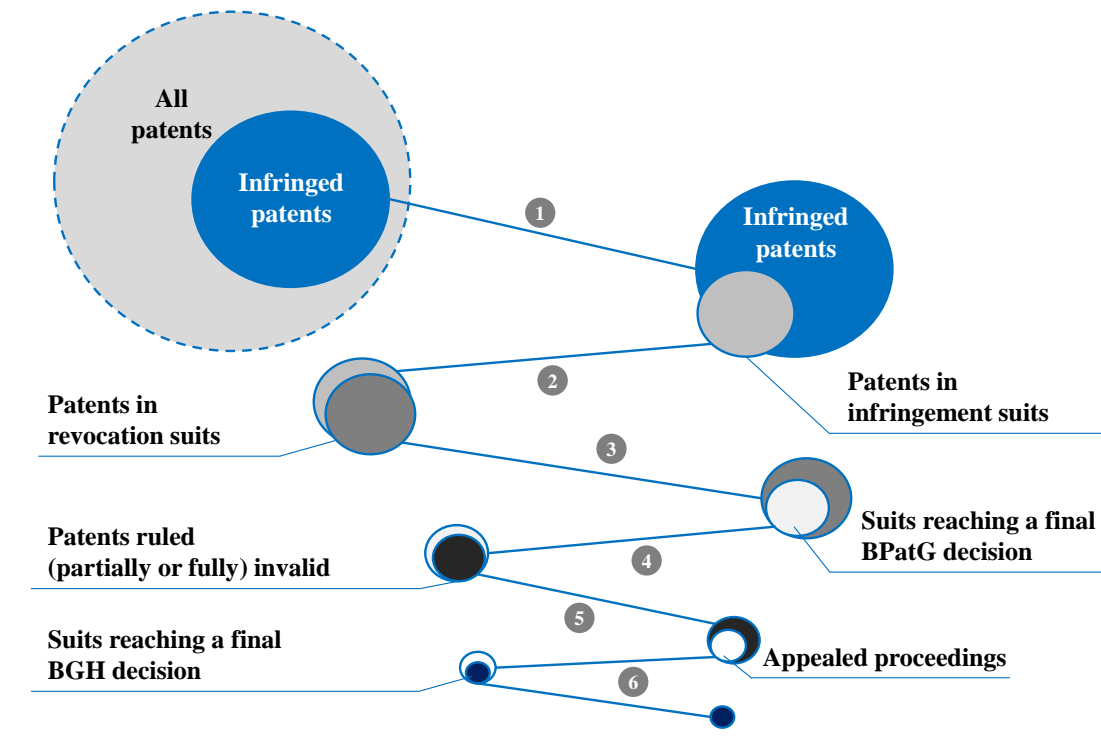 All
patents
Infringed
patents
1
Infringed
patents
2
Patents in
infringement suits
Patents in
revocation suits
3
Suits reaching a final
BPatG decision
Patents ruled
(partially or fully) invalid
4
5
Suits reaching a final
BGH decision
Appealed proceedings
6